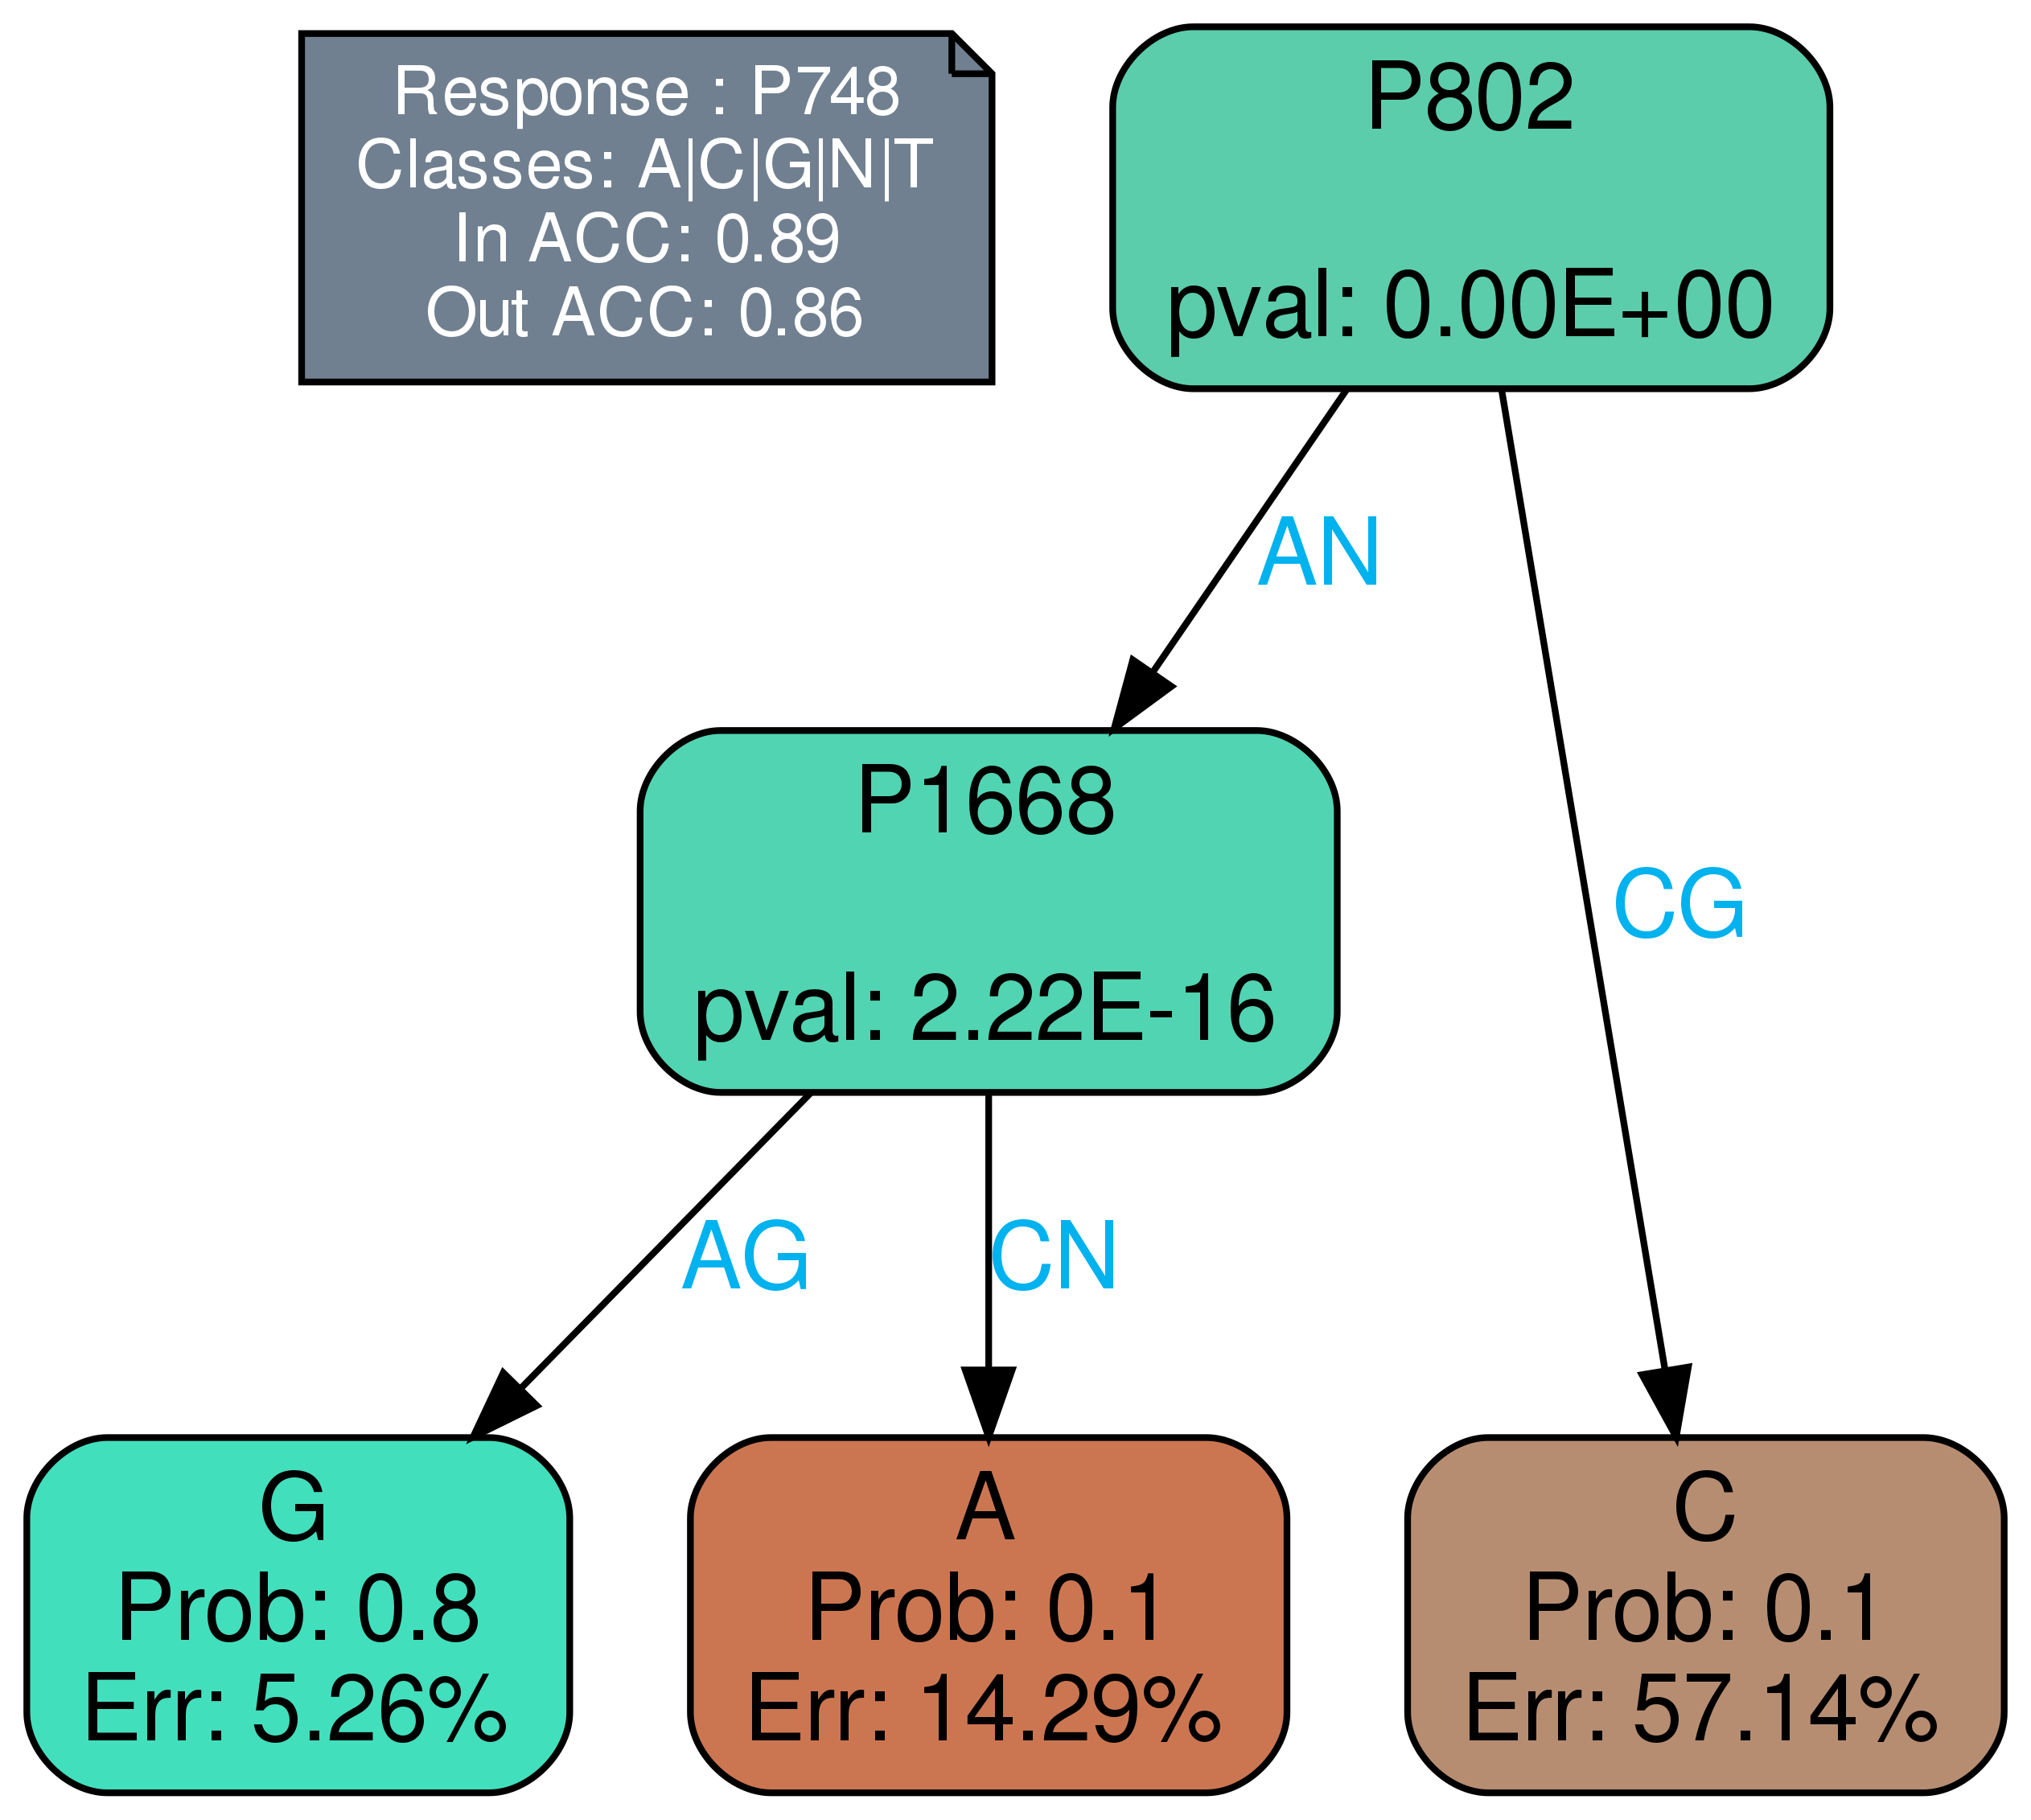 Response : P748
Classes: A|C|G|N|T
In ACC: 0.89
Out ACC: 0.86
P802
pval: 0.00E+00
AN
CG
P1668
pval: 2.22E-16
AG
CN
G
Prob: 0.8
Err: 5.26%
A
Prob: 0.1
Err: 14.29%
C
Prob: 0.1
Err: 57.14%